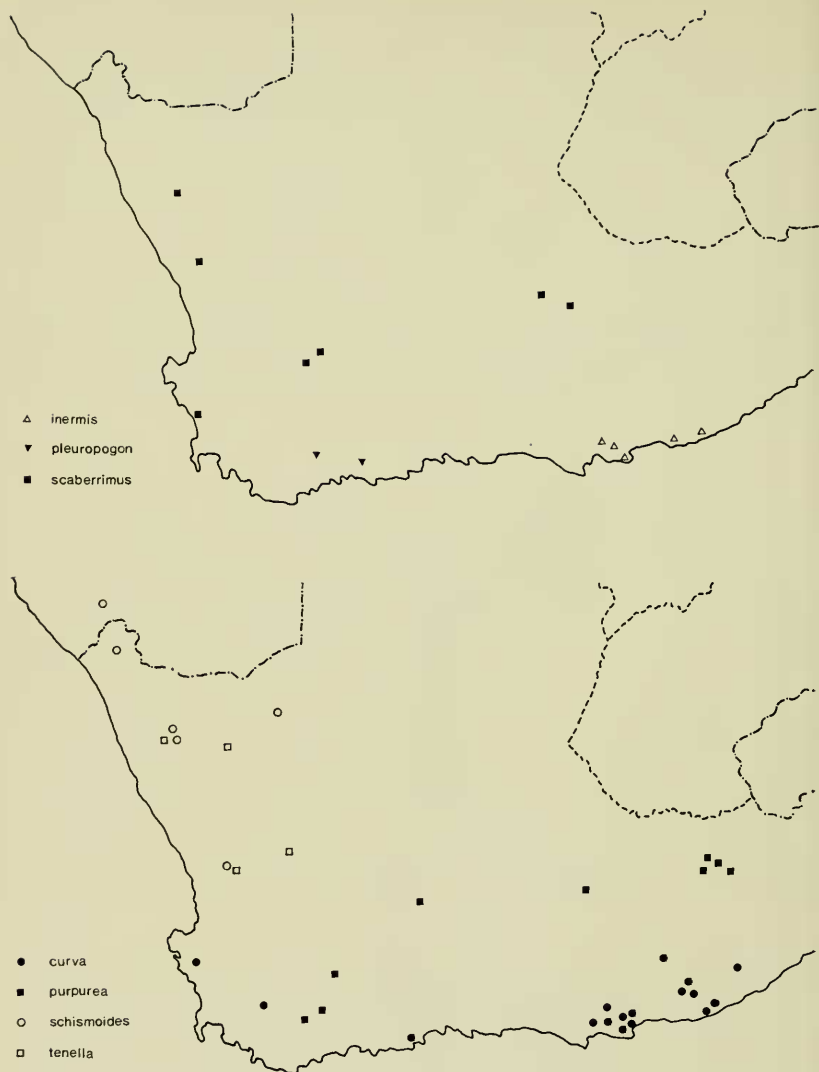 inermis
pleuropogon
scaberrimus
curva
purpurea
schismoides
tenella